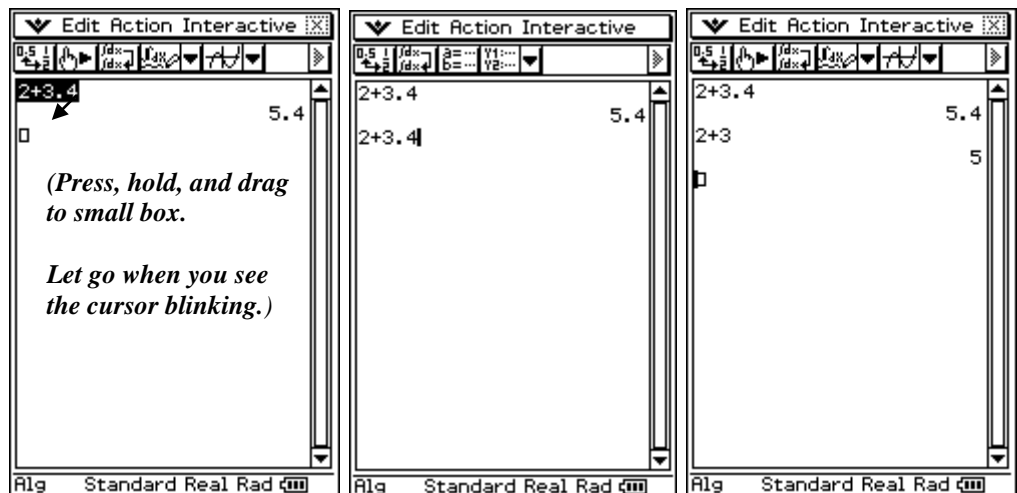 Edit Action Interactive
2+3.4
5.4
(Press, hold, and drag
to small box.
Let go when you see
the cursor blinking.)
Alg Standard Real Rad
Edit Action Interactive
2+3.4
5.4
2+3.4
Alg Standard Real Rad
Edit Action Interactive
2+3.4
5.4
2+3
5
Alg Standard Real Rad